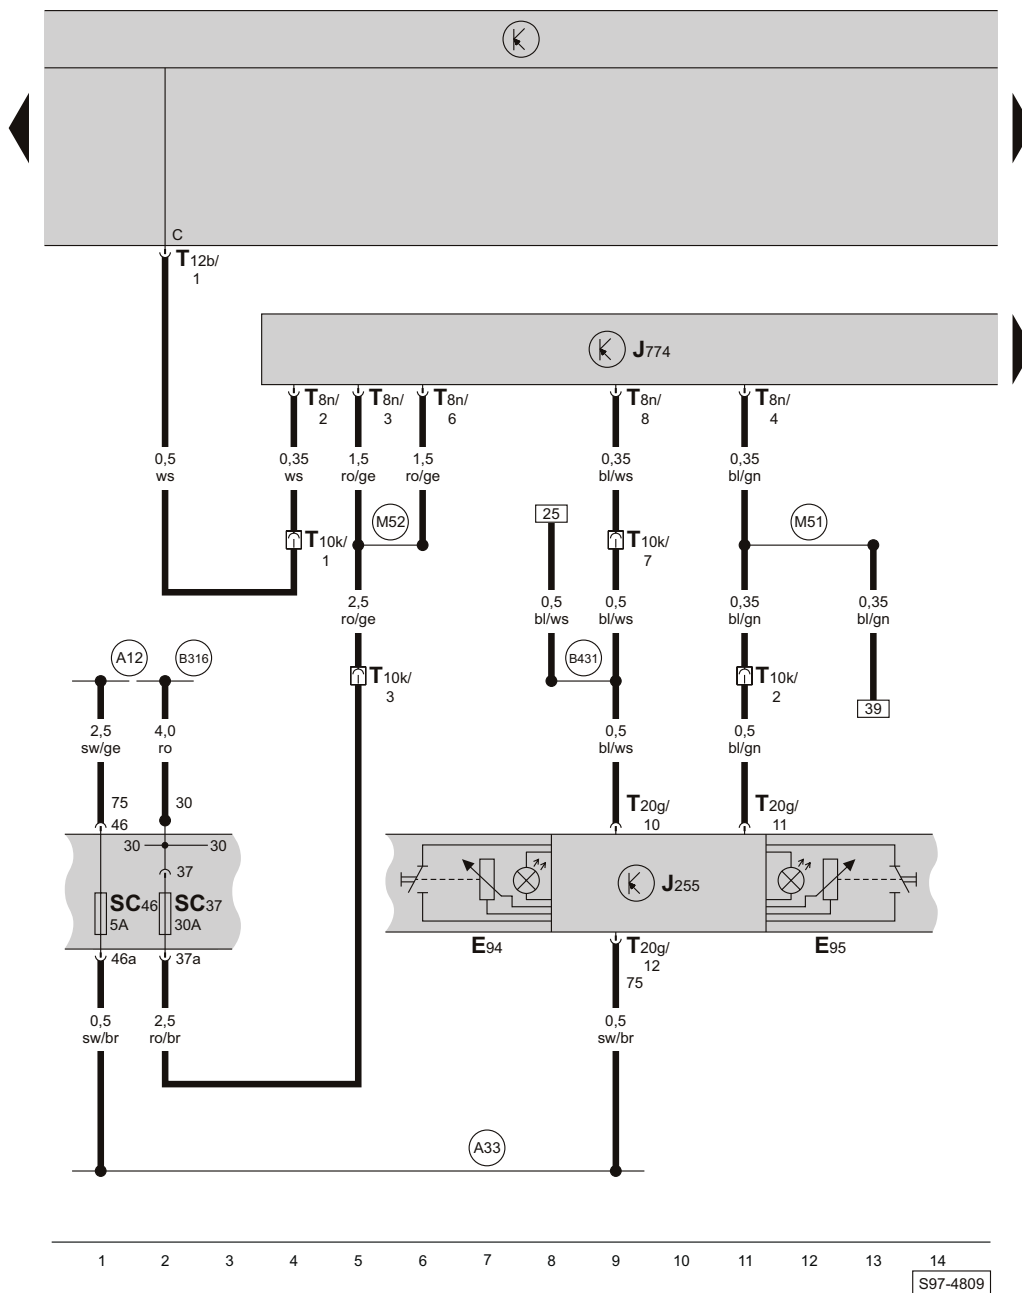 C
T12b/
1
J774
T8n/ T8n/ T8n/ T8n/ T8n/
2 3 6 8 4
0,5 0,35 1,5 1,5 0,35 0,35
ws ws ro/ge ro/ge bl/ws bl/gn
M52 25 M51
T10k/ T10k/
1 7
2,5 0,5 0,5 0,35 0,35
ro/ge bl/ws bl/ws bl/gn bl/gn
A12 B316 B431
T10k/ T10k/
3 2
39
2,5 4,0 0,5 0,5
sw/ge ro bl/ws bl/gn
75 30 T20g/ T20g/
46 10 11
30 30
37
SC46 SC37 J255
5A 30A
E94 T20g/ E95
46a 37a 12
75
0,5 2,5 0,5
sw/br ro/br sw/br
A33
1 2 3 4 5 6 7 8 9 10 11 12 13 14
S97-4809